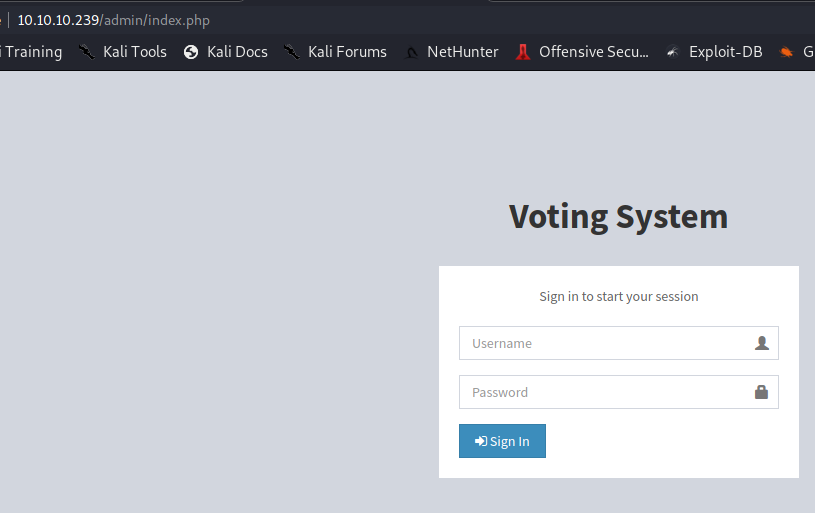 10.10.10.239/admin/index.php
Training Kali Tools Kali Docs Kali Forums NetHunter Offensive Secu... Exploit-DB G
Voting System
Sign in to start your session
Username
Password
Sign In